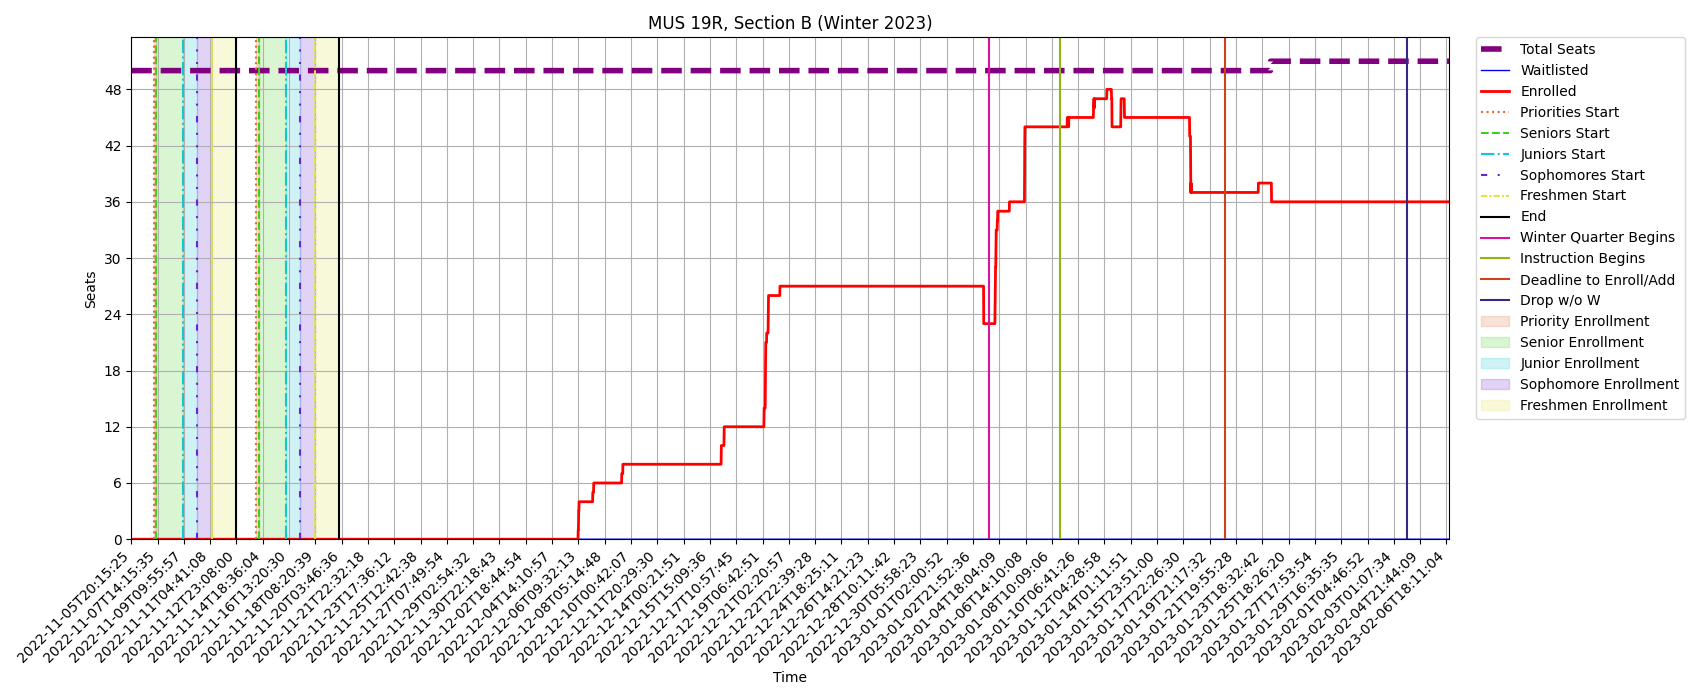 MUS 19R, Section B (Winter 2023)
Seats
48
42
36
30
24
18
12
6
0
2022-11-05T20:15:25
2022-11-07T14:15:35
2022-11-09T09:55:57
2022-11-11T04:41:08
2022-11-12T23:08:00
2022-11-14T18:36:04
2022-11-16T13:20:30
2022-11-18T08:20:39
2022-11-20T03:46:36
2022-11-21T22:32:18
2022-11-23T17:36:12
2022-11-25T12:42:38
2022-11-27T07:49:54
2022-11-29T02:54:32
2022-11-30T22:18:43
2022-12-02T18:44:54
2022-12-04T14:10:57
2022-12-06T09:32:13
2022-12-08T05:14:48
2022-12-10T00:42:07
2022-12-11T20:29:30
2022-12-14T00:21:51
2022-12-15T15:09:36
2022-12-17T10:57:45
2022-12-19T06:42:51
2022-12-21T02:20:57
2022-12-22T22:39:28
2022-12-24T18:25:11
2022-12-26T14:21:23
2022-12-28T10:11:42
2022-12-30T05:58:23
2023-01-01T02:00:52
2023-01-02T21:52:36
2023-01-04T18:04:09
2023-01-06T14:10:08
2023-01-08T10:09:06
2023-01-10T06:41:26
2023-01-12T04:28:58
2023-01-14T01:11:51
2023-01-15T23:51:00
2023-01-17T22:26:30
2023-01-19T21:17:32
2023-01-21T19:55:28
2023-01-23T18:32:42
2023-01-25T18:26:20
2023-01-27T17:53:54
2023-01-29T16:35:35
2023-02-01T04:46:52
2023-02-03T01:07:34
2023-02-04T21:44:09
2023-02-06T18:11:04
Time
Total Seats
Waitlisted
Enrolled
Priorities Start
Seniors Start
Juniors Start
Sophomores Start
Freshmen Start
End
Winter Quarter Begins
Instruction Begins
Deadline to Enroll/Add
Drop w/o W
Priority Enrollment
Senior Enrollment
Junior Enrollment
Sophomore Enrollment
Freshmen Enrollment